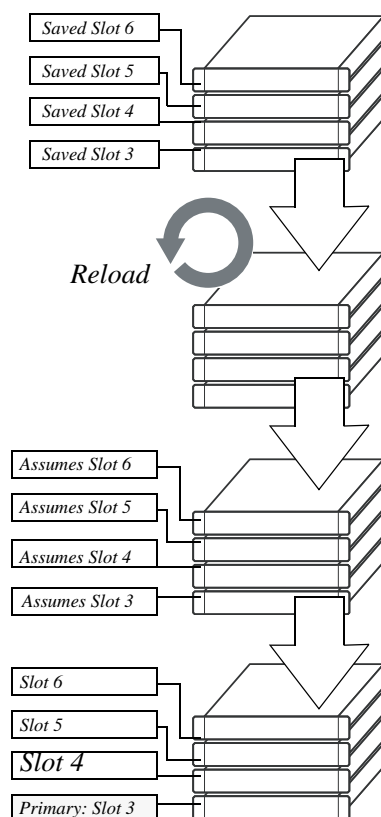 Saved Slot 6
Saved Slot 5
Saved Slot 4
Saved Slot 3
Reload
Assumes Slot 6
Assumes Slot 5
Assumes Slot 4
Assumes Slot 3
Slot 6
Slot 5
Slot 4
Primary: Slot 3